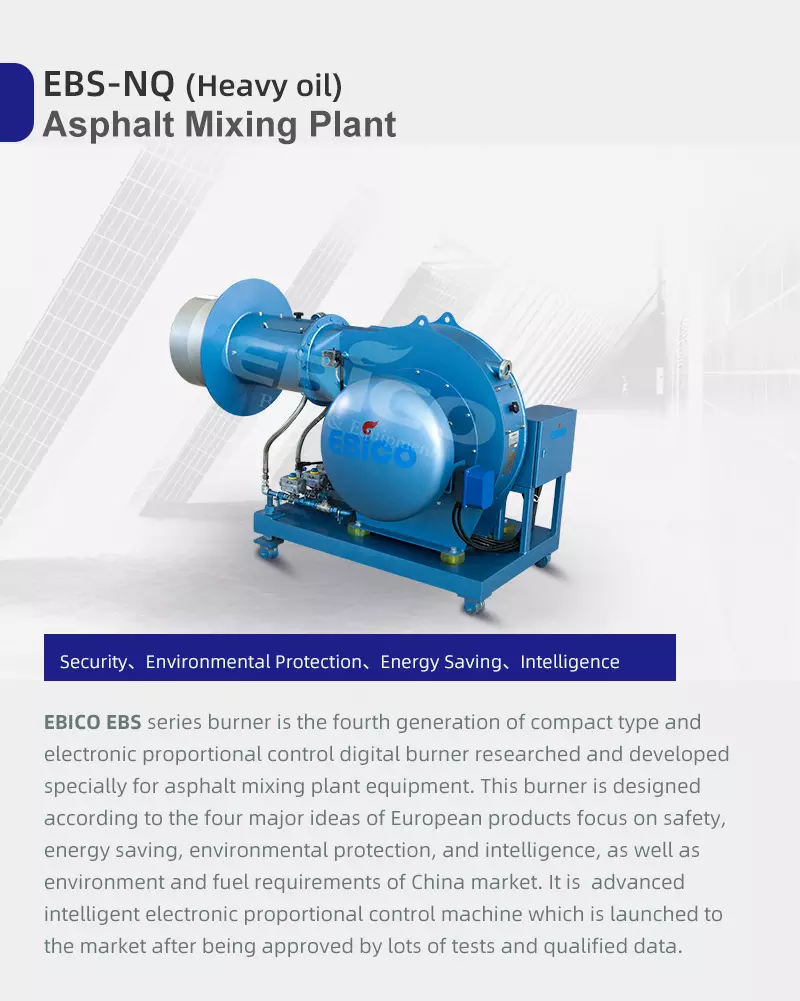 EBS-NQ (Heavy oil)
Asphalt Mixing Plant
EBICO
Burner & Equipment
EBICO
Security、Environmental Protection、Energy Saving、Intelligence
EBICO EBS series burner is the fourth generation of compact type and
electronic proportional control digital burner researched and developed
specially for asphalt mixing plant equipment. This burner is designed
according to the four major ideas of European products focus on safety,
energy saving, environmental protection, and intelligence, as well as
environment and fuel requirements of China market. It is  advanced
intelligent electronic proportional control machine which is launched to
the market after being approved by lots of tests and qualified data.